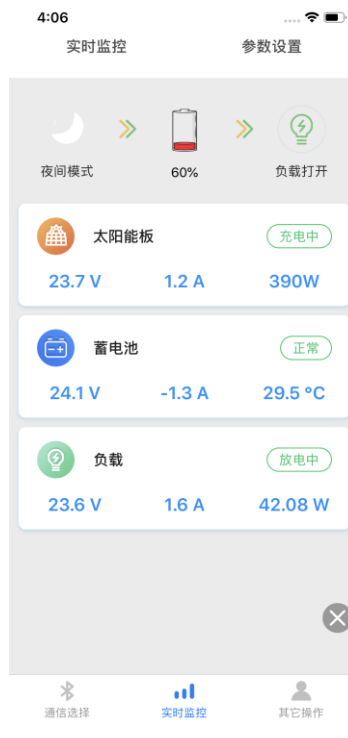 4:06
实时监控 参数设置
夜间模式 60% 负载打开
太阳能板 充电中
23.7 V 1.2 A 390W
蓄电池 正常
24.1 V -1.3 A 29.5 °C
负载 放电中
23.6 V 1.6 A 42.08 W
通信选择 实时监控 其它操作